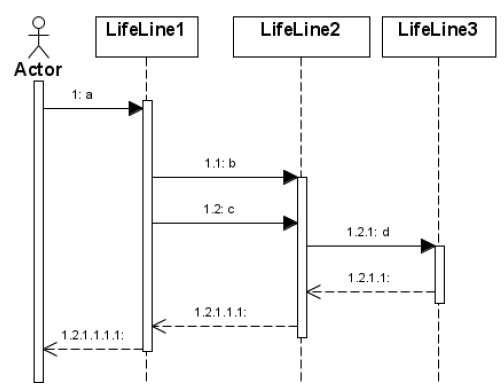 LifeLine1
LifeLine2
LifeLine3
Actor
1: a
1.1: b
1.2: c
1.2.1: d
1.2.1.1:
1.2.1.1.1:
1.2.1.1.1.1: